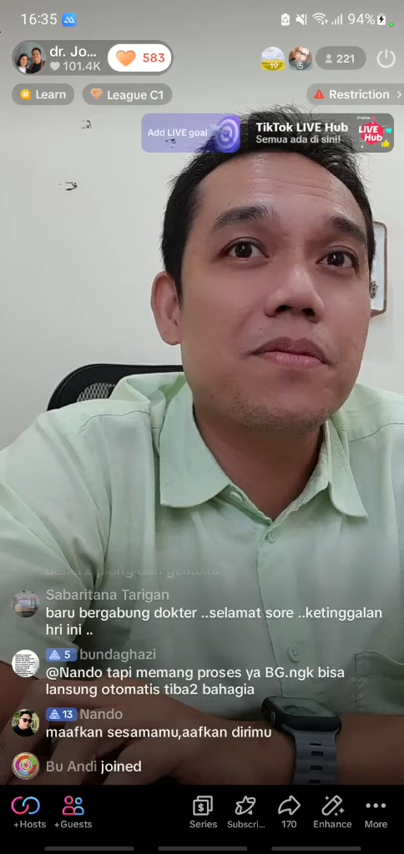 16:35
94%
dr. Jo...
101.4K
583
19
5
221
Learn
League C1
Restriction
Add LIVE goal
TikTok LIVE Hub
Semua ada di sini!
LIVE Hub
Sabaritana Tarigan
baru bergabung dokter ..selamat sore ..ketinggalan
hri ini ..
5 bundaghazi
@Nando tapi memang proses ya BG.ngk bisa
lansung otomatis tiba2 bahagia
13 Nando
maafkan sesamamu,aafkan dirimu
Bu Andi joined
+Hosts
+Guests
Series
Subscri...
170
Enhance
More